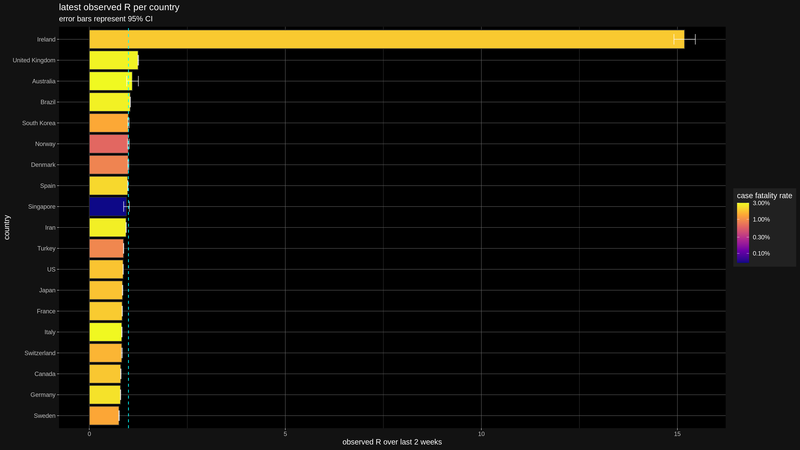 latest observed R per country
error bars represent 95% CI
Ireland
United Kingdom
Australia
Brazil
South Korea
Norway
Denmark
Spain
Singapore
Iran
Turkey
US
Japan
France
Italy
Switzerland
Canada
Germany
Sweden
country
0 5 10 15
observed R over last 2 weeks
case fatality rate
3.00%
1.00%
0.30%
0.10%